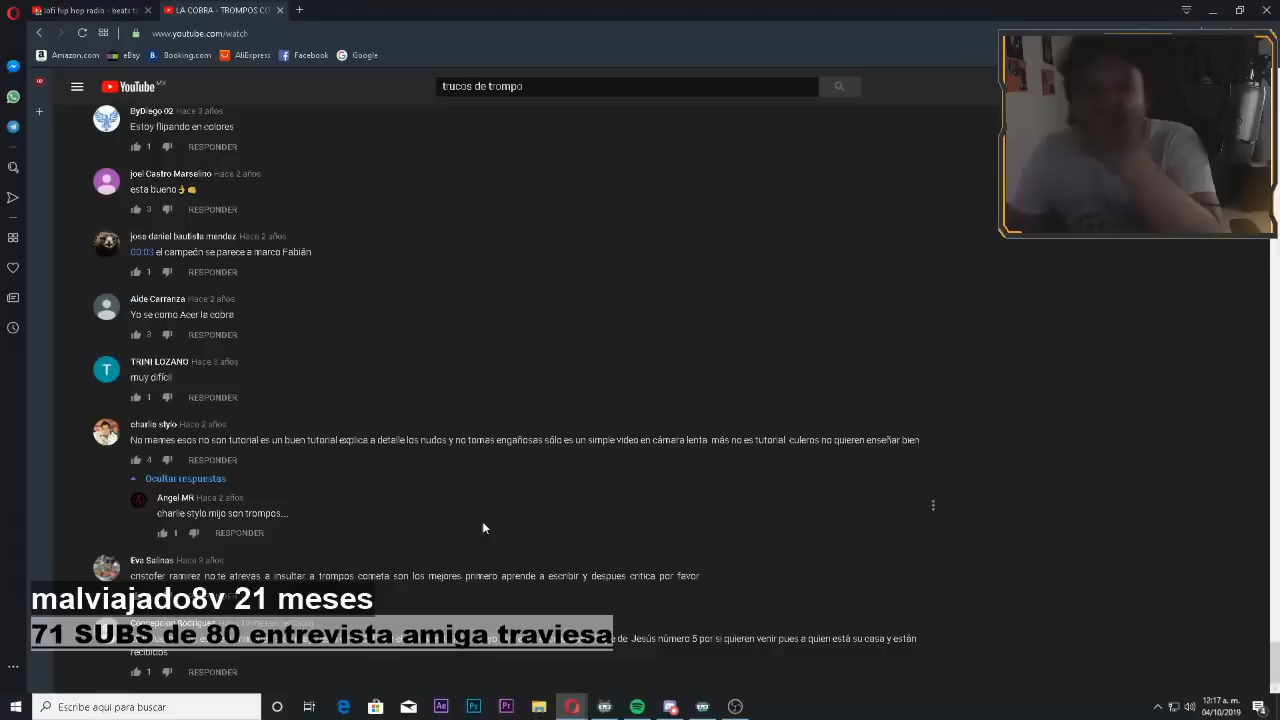 lofi hip hop radio - beats t
LA COBRA - TROMPOS CO
www.youtube.com/watch
Amazon.com
eBay
Booking.com
AliExpress
Facebook
Google
YouTube MX
trucos de trompo
ByDiego 02 Hace 3 años
Estoy flipando en colores
1 RESPONDER
joel Castro Marselino Hace 2 años
esta bueno👌👊
3 RESPONDER
jose daniel bautista mendez Hace 2 años
00:03 el campeón se parece a marco Fabián
1 RESPONDER
Aide Carranza Hace 2 años
Yo se como Acer la cobra
3 RESPONDER
T
TRINI LOZANO Hace 3 años
muy difícil
1 RESPONDER
charlie stylo Hace 2 años
No mames esos no son tutorial es un buen tutorial explica a detalle los nudos y no tomas engañosas sólo es un simple video en cámara lenta más no es tutorial culeros no quieren enseñar bien
4 RESPONDER
Ocultar respuestas
Angel MR Hace 2 años
charlie stylo mijo son trompos...
1 RESPONDER
Eva Salinas Hace 3 años
cristofer ramirez no.te atrevas a insultar a trompos cometa son los mejores primero aprende a escribir y despues critica por favor
malviajado8v 21 meses
Concepcion Rodriguez
71 SUBS de 80 entrevista amiga traviesa
de Jesús número 5 por si quieren venir pues a quien está su casa y están
recibidos
1 RESPONDER
Escribe aquí para buscar
Ae
Ps
Pr
12:17 a. m.
04/10/2019
4